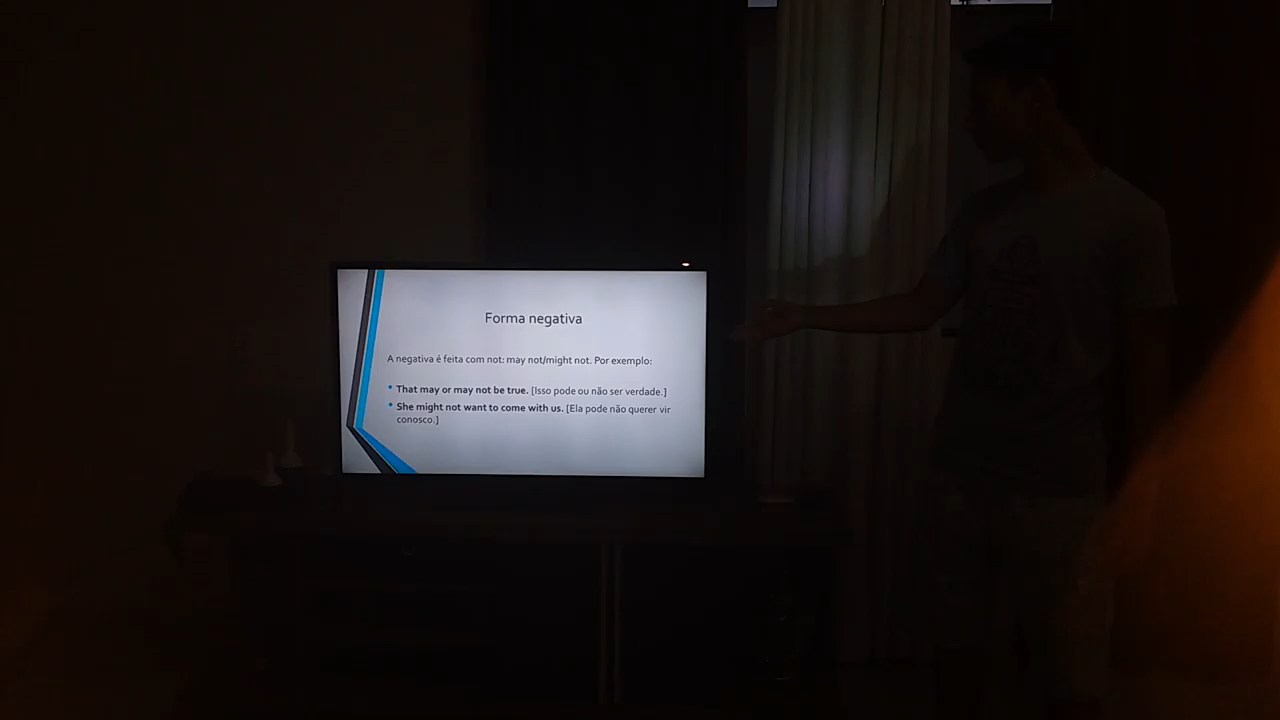 Forma negativa
A negativa é feita com not: may not/might not. Por exemplo:
That may or may not be true. [Isso pode ou não ser verdade.]
She might not want to come with us. [Ela pode não querer vir
conosco.]